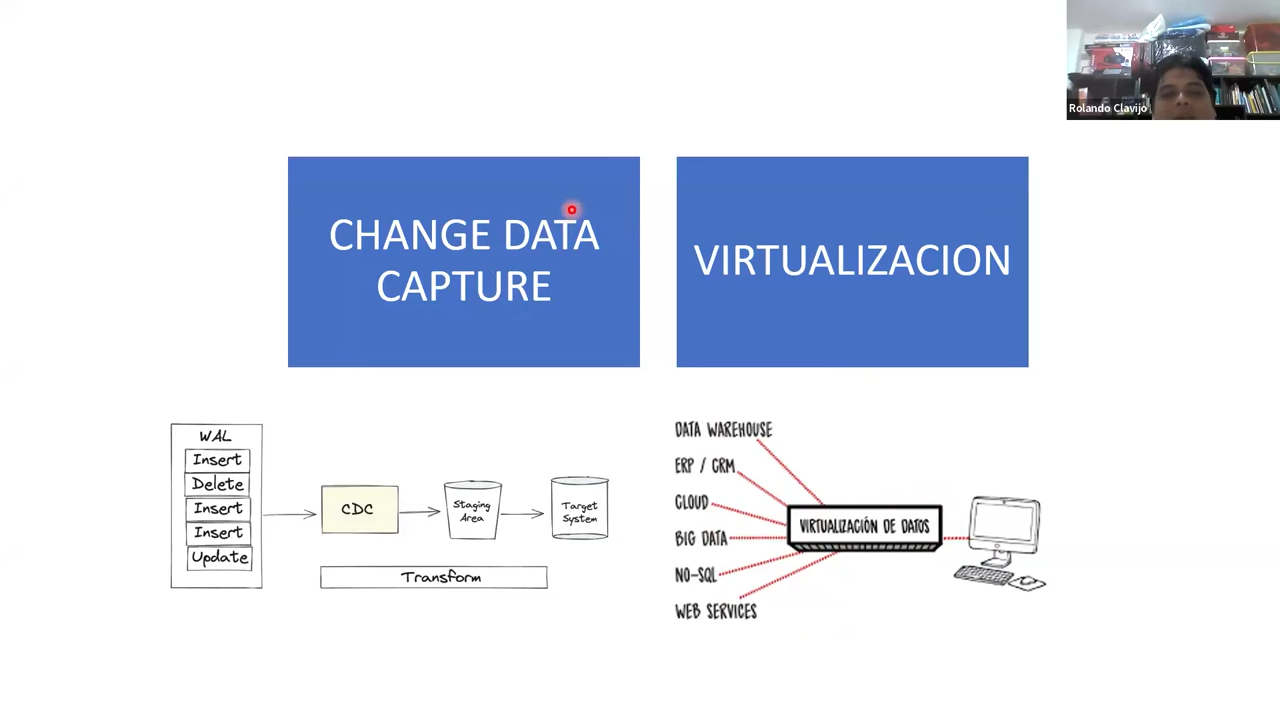 Rolando Clavijo
CHANGE DATA
CAPTURE
VIRTUALIZACION
WAL
Insert
Delete
Insert
Insert
Update
CDC
Staging
Area
Target
System
Transform
DATA WAREHOUSE
ERP / CRM
CLOUD
BIG DATA
NO-SQL
WEB SERVICES
VIRTUALIZACIÓN DE DATOS